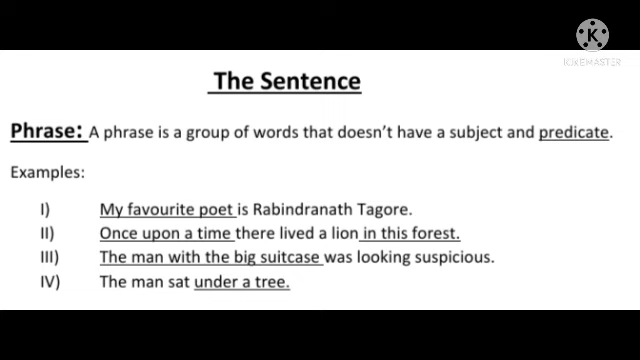 K
KINEMASTER
The Sentence
Phrase: A phrase is a group of words that doesn't have a subject and predicate.
Examples:
I) My favourite poet is Rabindranath Tagore.
II) Once upon a time there lived a lion in this forest.
III) The man with the big suitcase was looking suspicious.
IV) The man sat under a tree.